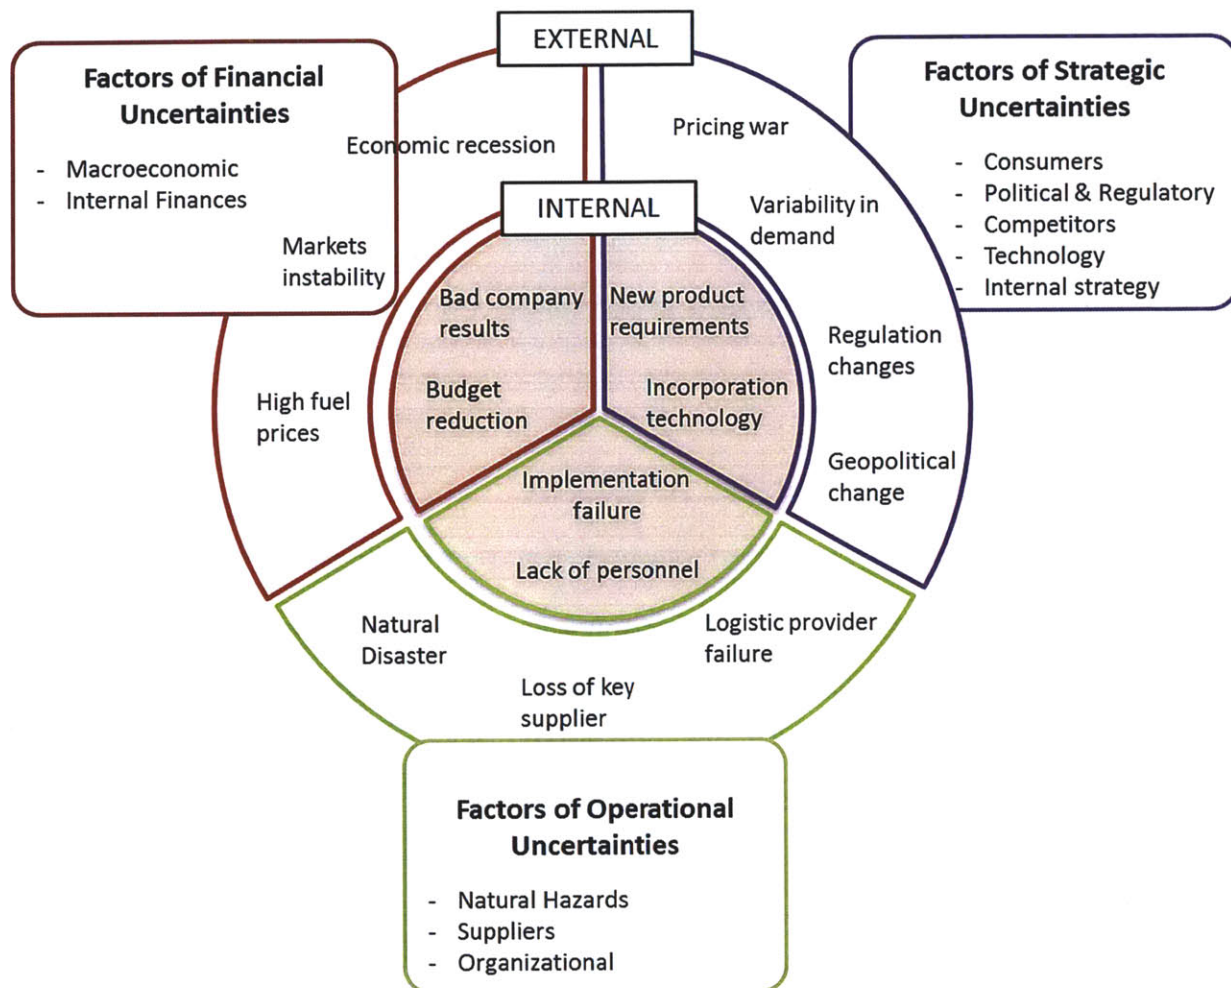 EXTERNAL
Factors of Financial
Uncertainties
- Macroeconomic
- Internal Finances
Factors of Strategic
Uncertainties
- Consumers
- Political & Regulatory
- Competitors
- Technology
- Internal strategy
Economic recession
Markets
instability
High fuel
prices
Pricing war
Variability in
demand
Regulation
changes
Geopolitical
change
INTERNAL
Bad company
results
Budget
reduction
New product
requirements
Incorporation
technology
Implementation
failure
Lack of personnel
Natural
Disaster
Loss of key
supplier
Logistic provider
failure
Factors of Operational
Uncertainties
- Natural Hazards
- Suppliers
- Organizational